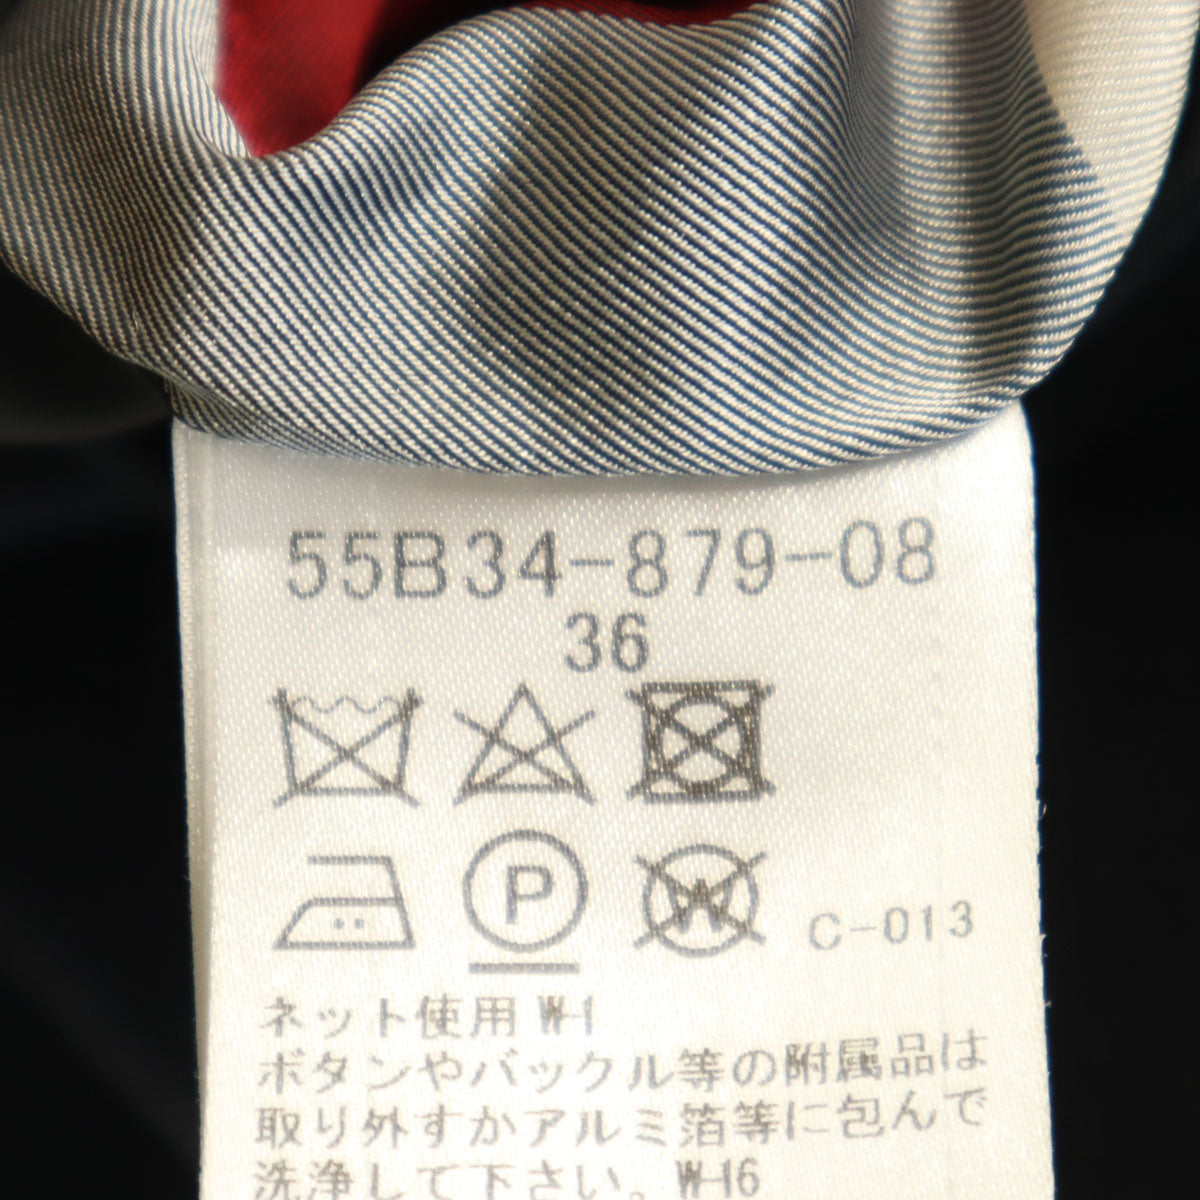 55B34-879-08
36
P
W
C-013
ネット使用 W-1
ボタンやバックル等の附属品は
取り外すかアルミ箔等に包んで
洗浄して下さい。W-16